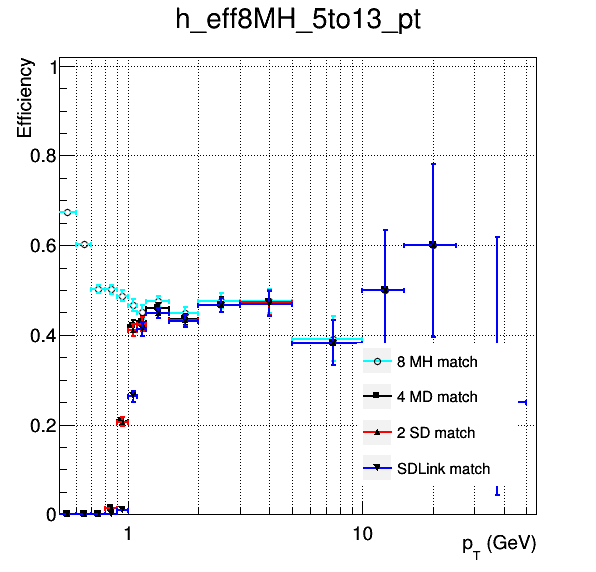 h_eff8MH_5to13_pt
Efficiency
1
0.8
0.6
0.4
0.2
0
8 MH match
4 MD match
2 SD match
SDLink match
1
10
p_T (GeV)